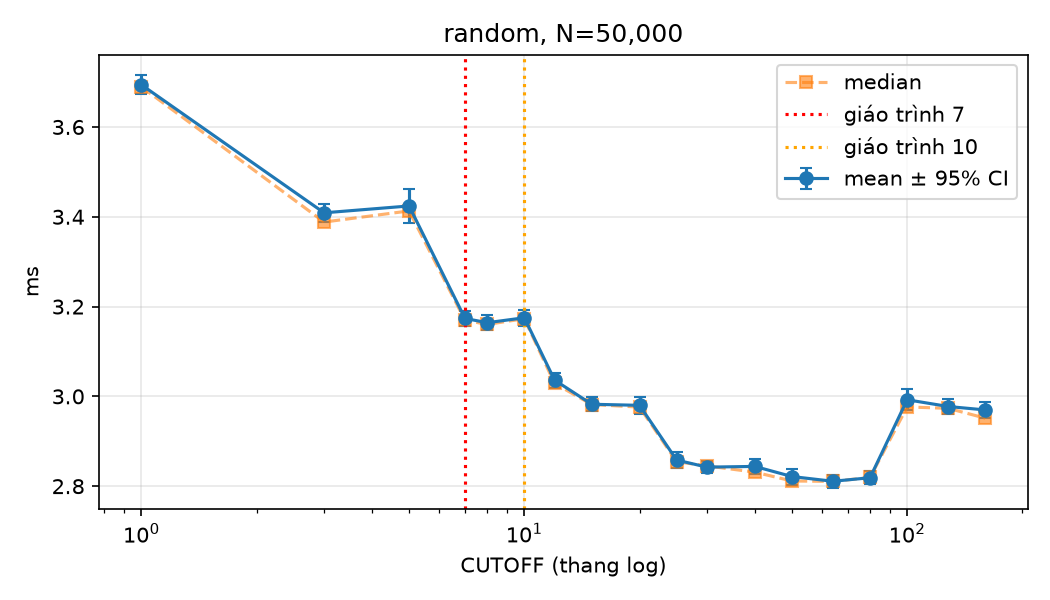 random, N=50,000
median
giáo trình 7
giáo trình 10
mean ± 95% CI
ms
3.6
3.4
3.2
3.0
2.8
10⁰
10¹
10²
CUTOFF (thang log)